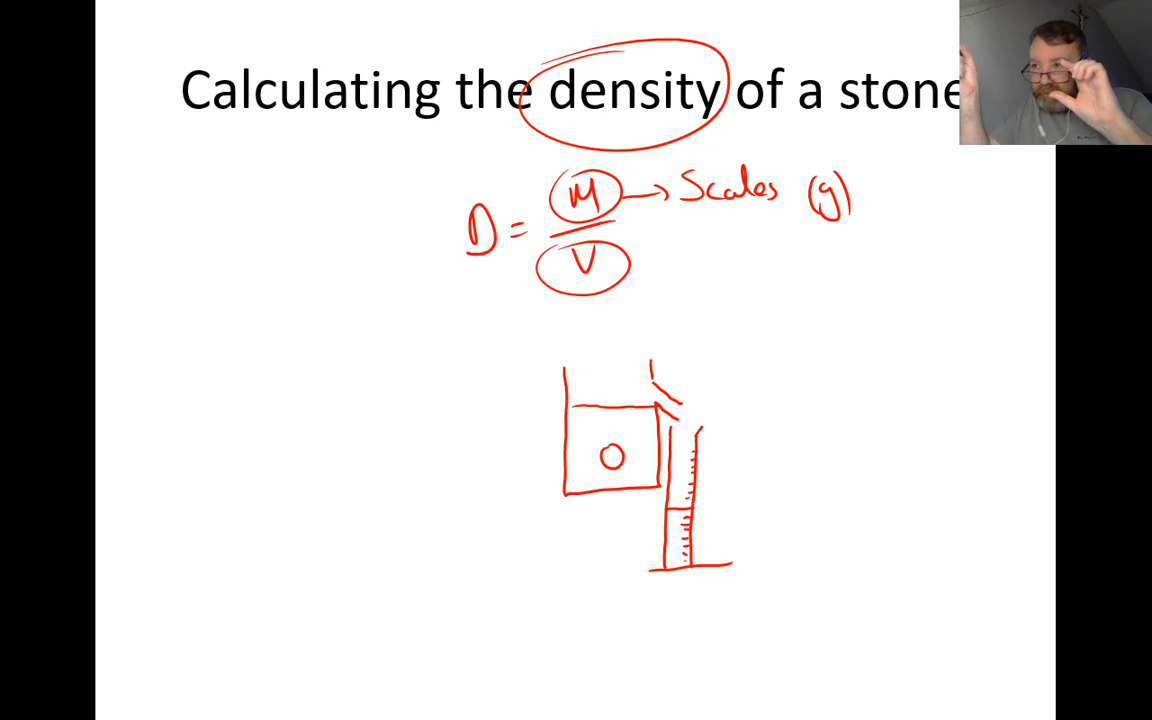 Calculating the density of a stone
D = M/V → Scales (g)